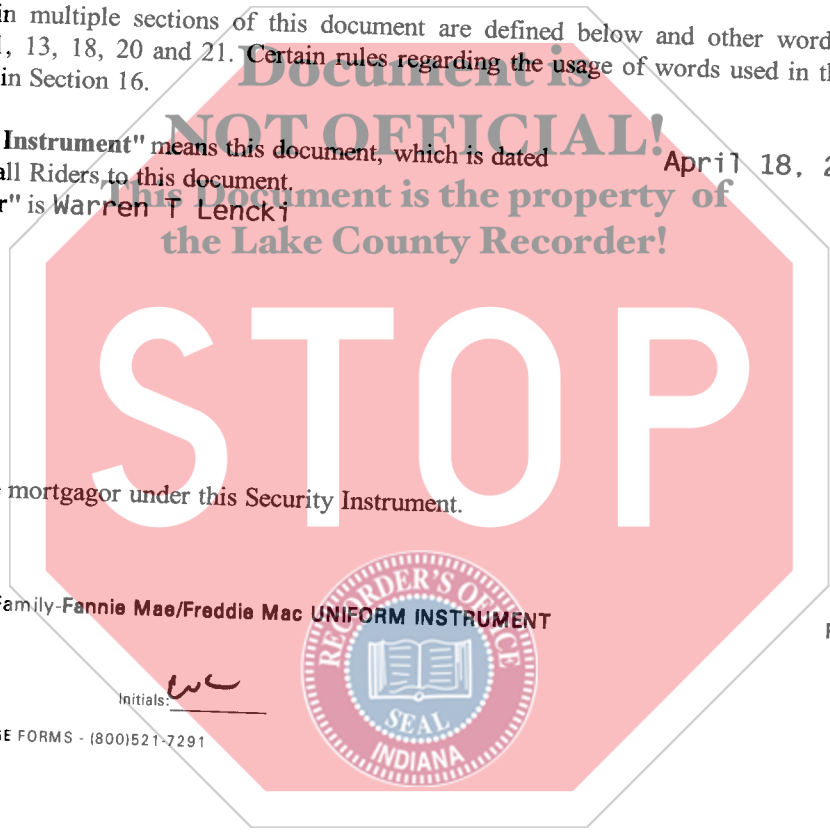 in multiple sections of this document are defined below and other word
, 13, 18, 20 and 21. Certain rules regarding the usage of words used in th
in Section 16.
Document is
NOT OFFICIAL!
This Document is the property of
the Lake County Recorder!
Instrument" means this document, which is dated April 18, 2
all Riders to this document.
r" is Warren T Lencki
STOP
mortgagor under this Security Instrument.
Family-Fannie Mae/Freddie Mac UNIFORM INSTRUMENT
RECORDER'S OFFICE
SEAL
INDIANA
Initials:
GE FORMS - (800)521-7291